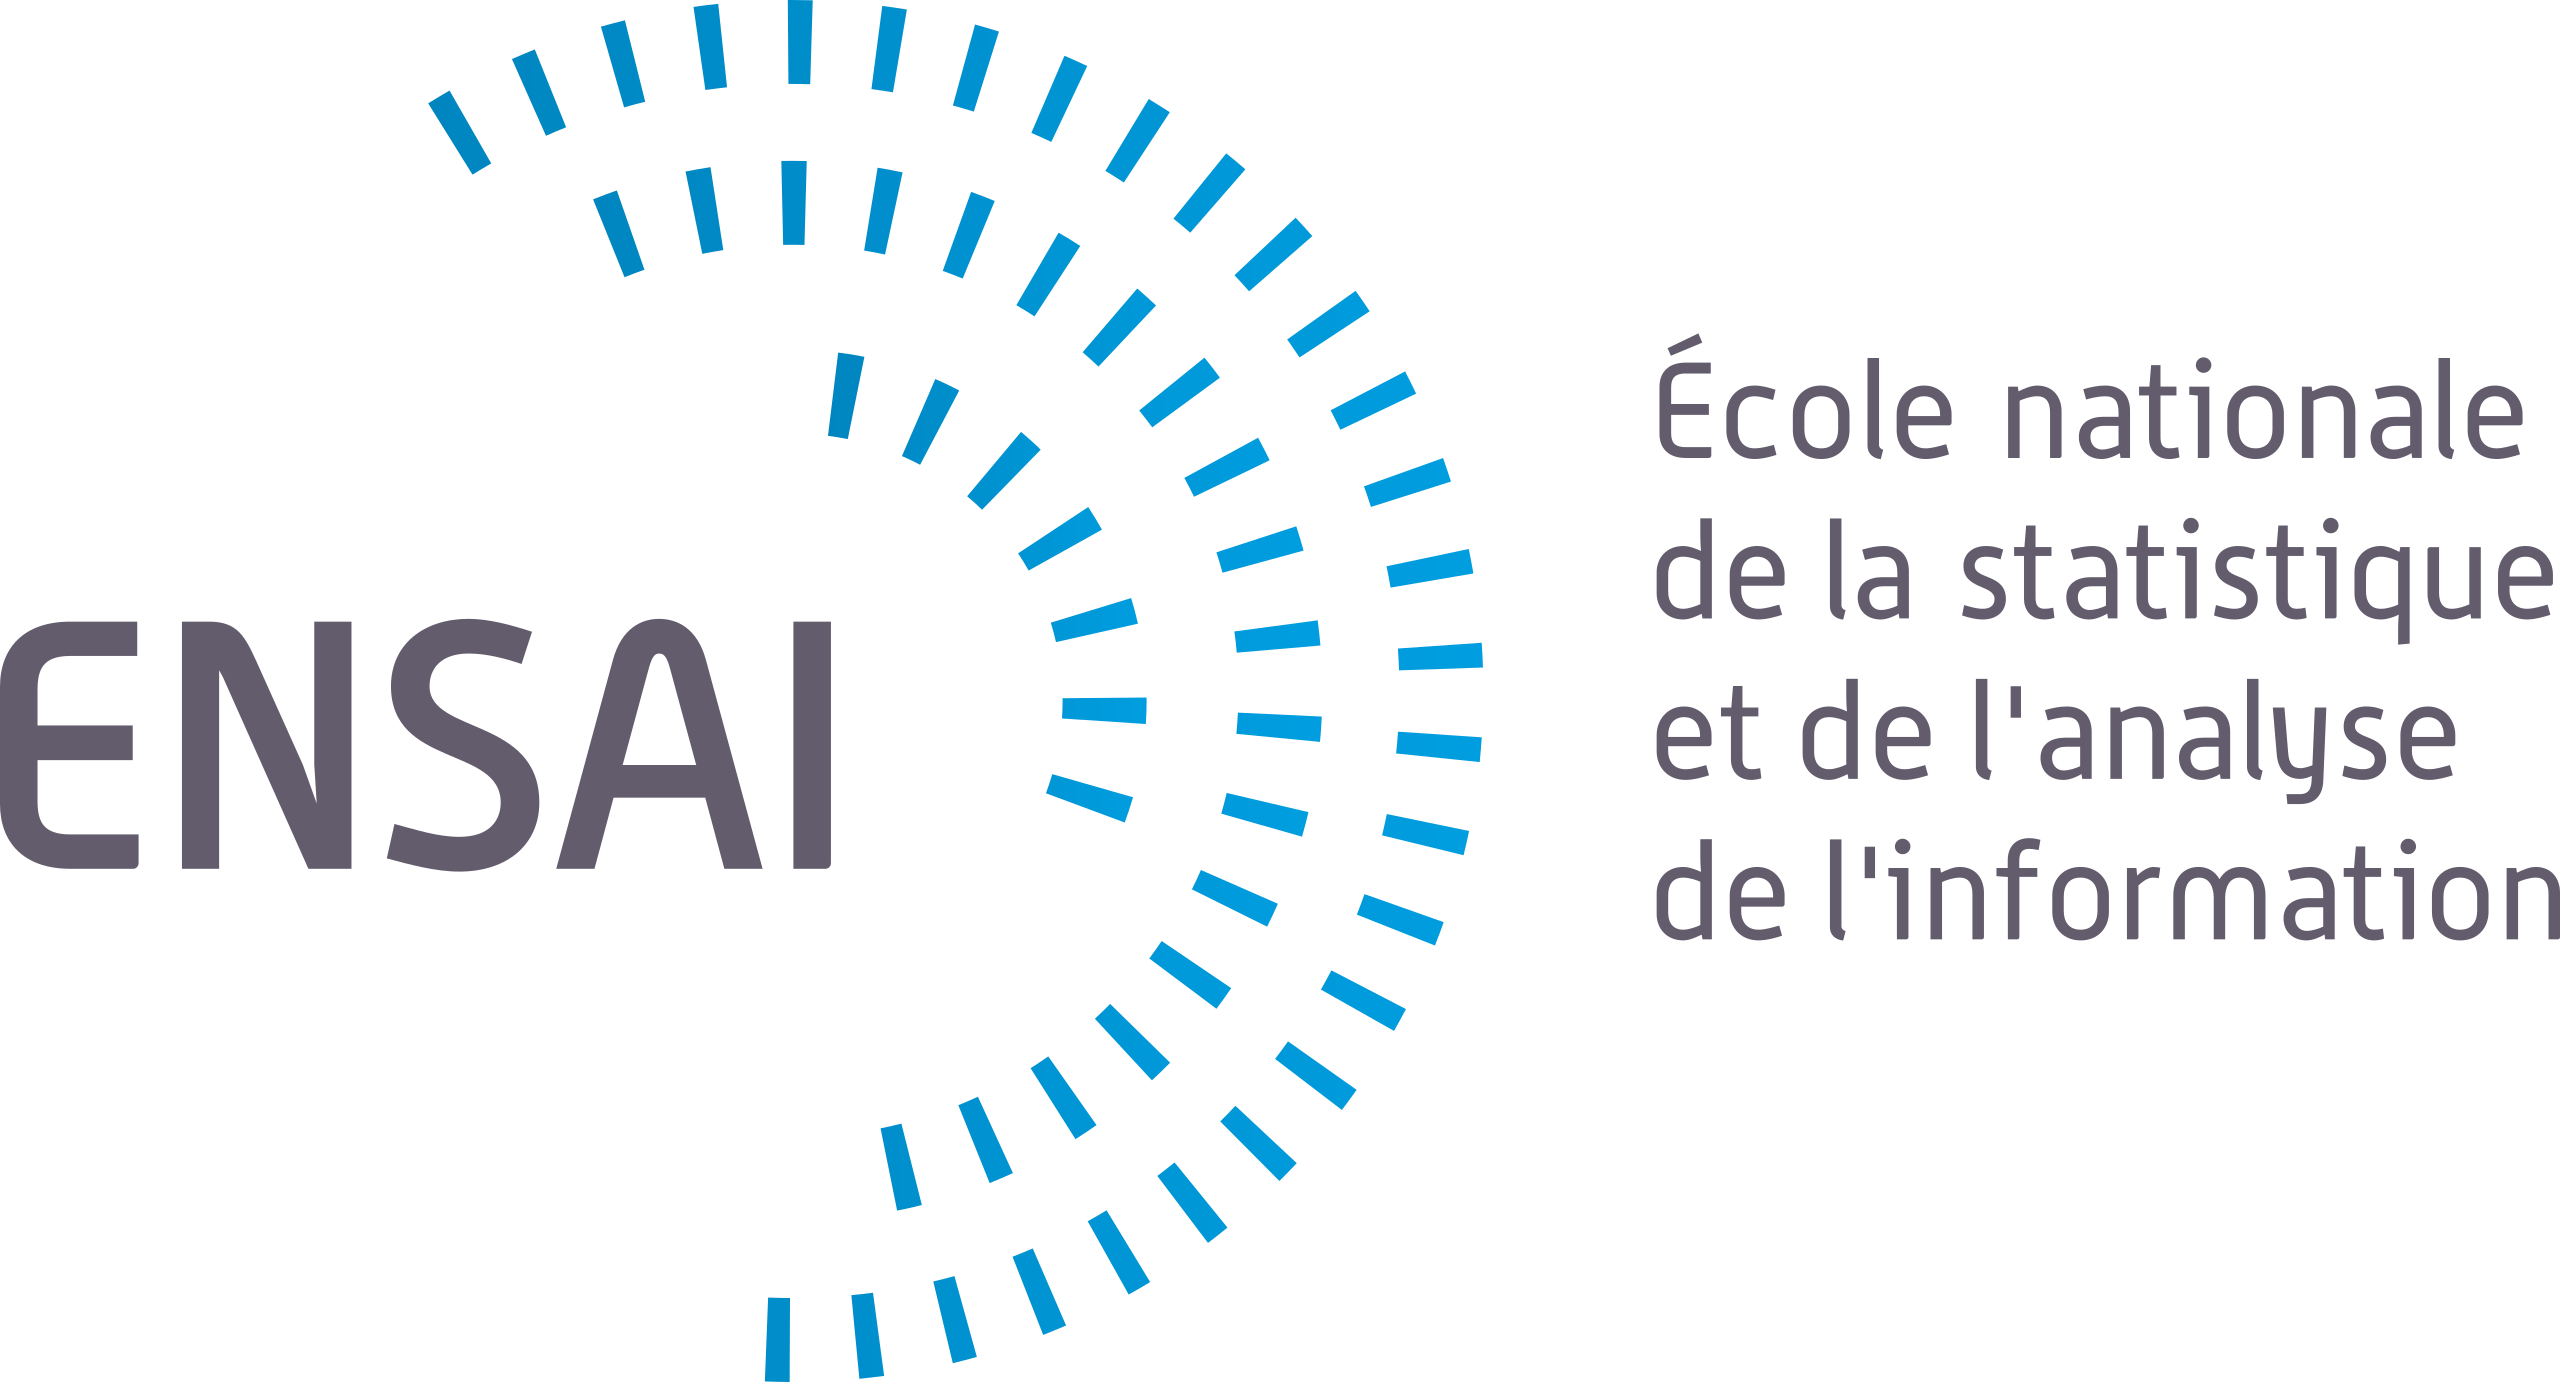 ENSAI
École nationale
de la statistique
et de l'analyse
de l'information